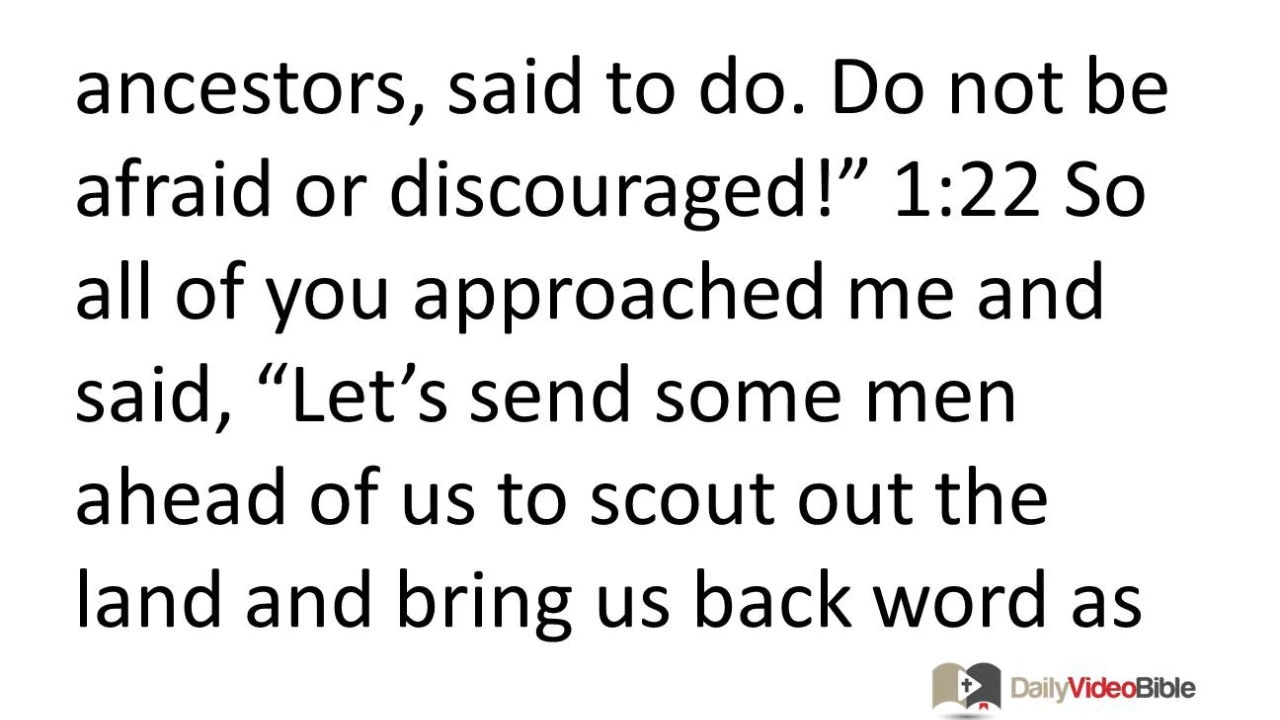 ancestors, said to do. Do not be
afraid or discouraged!” 1:22 So
all of you approached me and
said, “Let’s send some men
ahead of us to scout out the
land and bring us back word as
DailyVideoBible